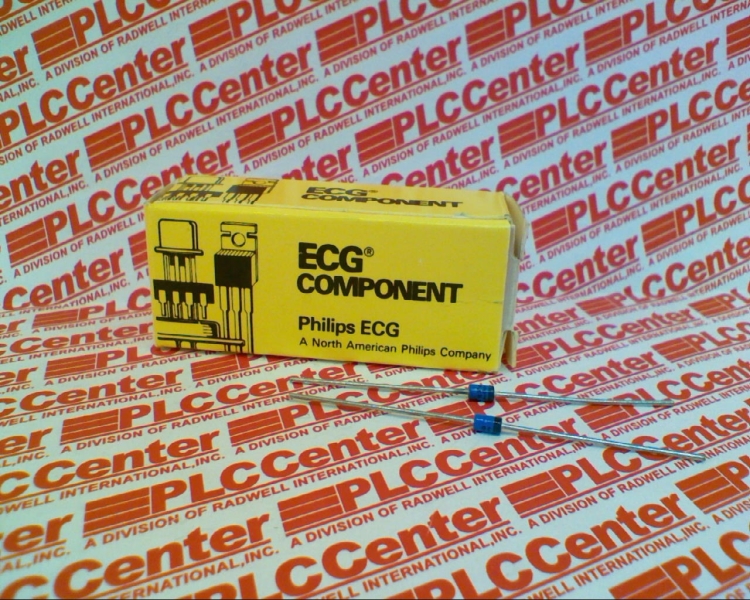 PLCCenter
A DIVISION OF RADWELL INTERNATIONAL, INC.
ECG®
COMPONENT
ECG®
COMPONENT
Philips ECG
A North American Philips Company